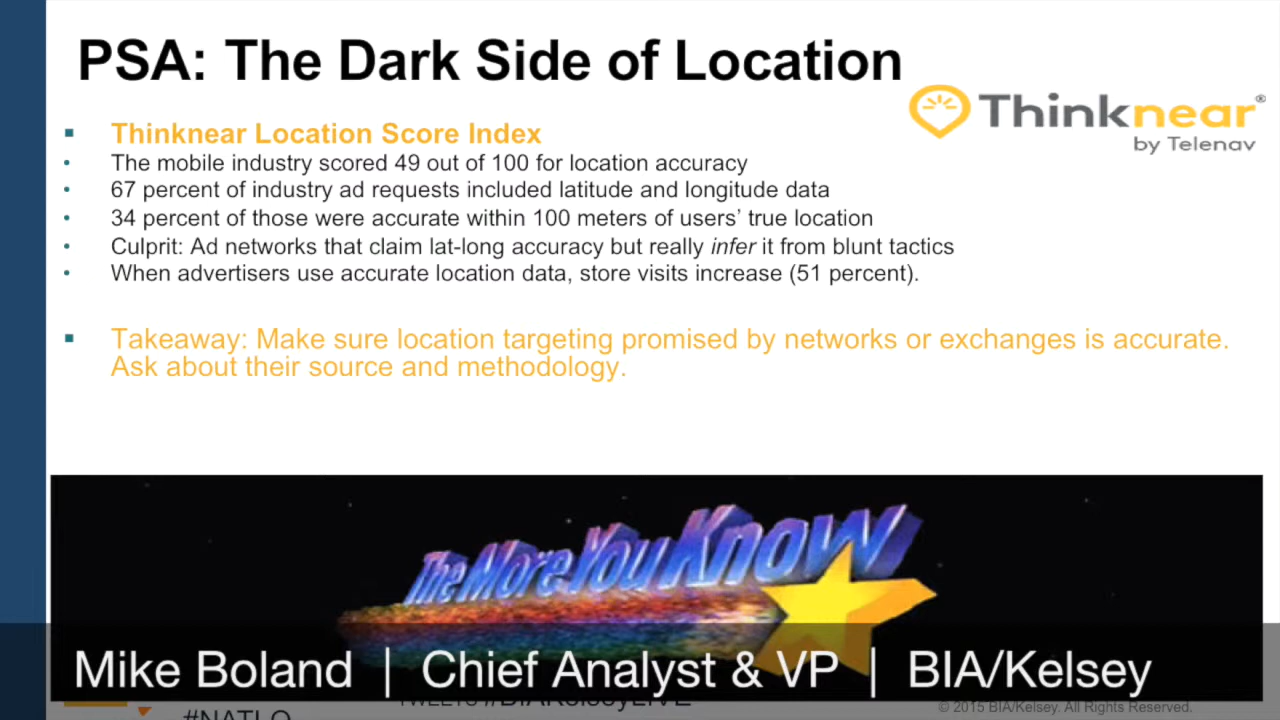 PSA: The Dark Side of Location
Thinknear®
by Telenav
Thinknear Location Score Index
The mobile industry scored 49 out of 100 for location accuracy
67 percent of industry ad requests included latitude and longitude data
34 percent of those were accurate within 100 meters of users’ true location
Culprit: Ad networks that claim lat-long accuracy but really infer it from blunt tactics
When advertisers use accurate location data, store visits increase (51 percent).
Takeaway: Make sure location targeting promised by networks or exchanges is accurate.
Ask about their source and methodology.
The More You Know
Mike Boland | Chief Analyst & VP | BIA/Kelsey
TWEETS #BIAKelseyLIVE
© 2015 BIA/Kelsey. All Rights Reserved.